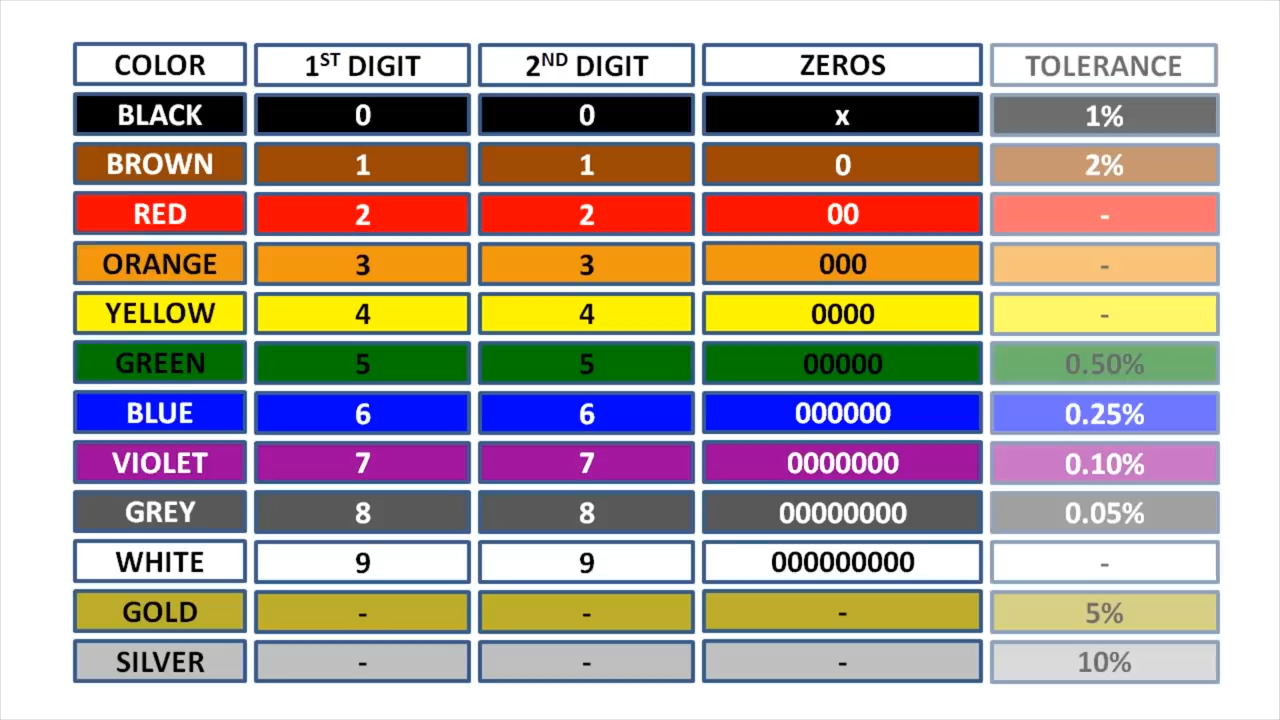 COLOR 1ST DIGIT 2ND DIGIT ZEROS TOLERANCE
BLACK 0 0 x 1%
BROWN 1 1 0 2%
RED 2 2 00 -
ORANGE 3 3 000 -
YELLOW 4 4 0000 -
GREEN 5 5 00000 0.50%
BLUE 6 6 000000 0.25%
VIOLET 7 7 0000000 0.10%
GREY 8 8 00000000 0.05%
WHITE 9 9 000000000 -
GOLD - - - 5%
SILVER - - - 10%